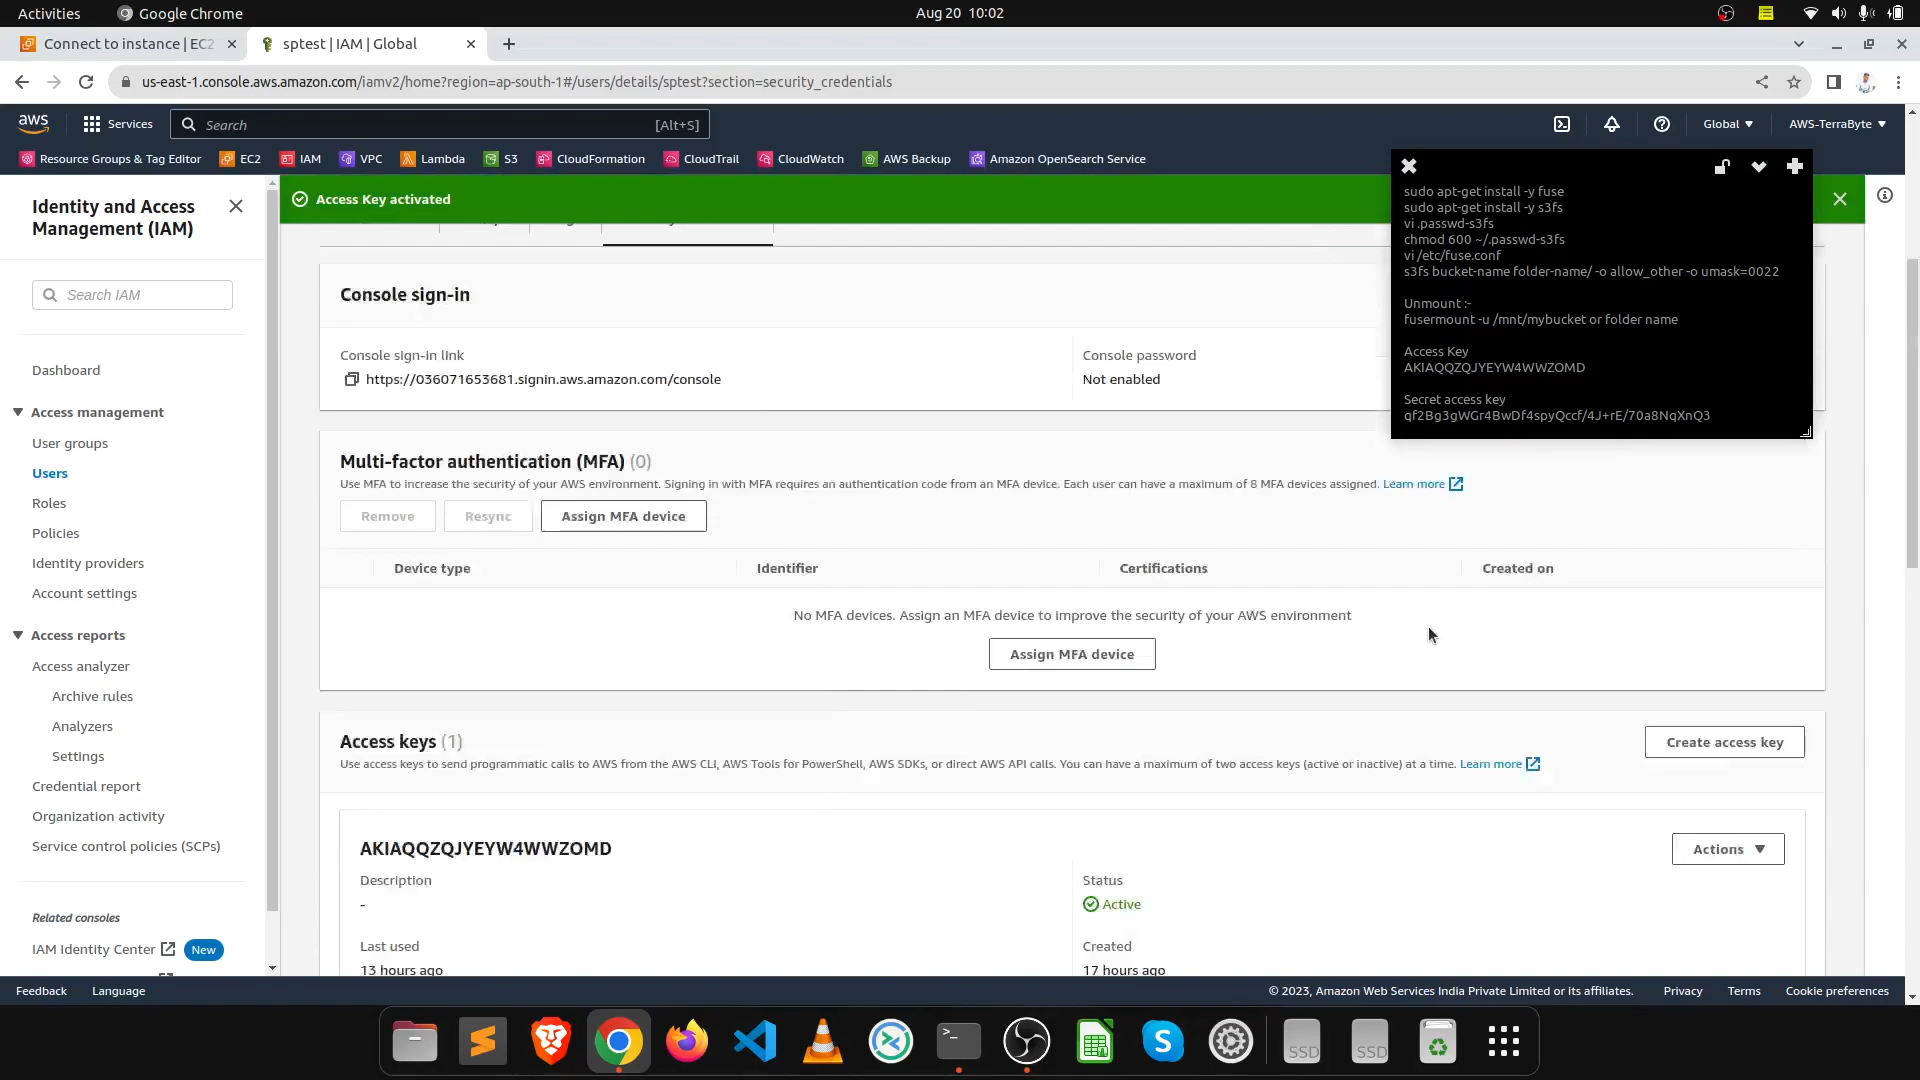 Activities
Google Chrome
Aug 20 10:02
Connect to instance | EC2
sptest | IAM | Global
us-east-1.console.aws.amazon.com/iamv2/home?region=ap-south-1#/users/details/sptest?section=security_credentials
aws
Services
Search
[Alt+S]
Global
AWS-TerraByte
Resource Groups & Tag Editor
EC2
IAM
VPC
Lambda
S3
CloudFormation
CloudTrail
CloudWatch
AWS Backup
Amazon OpenSearch Service
Identity and Access
Management (IAM)
Search IAM
Dashboard
Access management
User groups
Users
Roles
Policies
Identity providers
Account settings
Access reports
Access analyzer
Archive rules
Analyzers
Settings
Credential report
Organization activity
Service control policies (SCPs)
Related consoles
IAM Identity Center
New
Access Key activated
sudo apt-get install -y fuse
sudo apt-get install -y s3fs
vi .passwd-s3fs
chmod 600 ~/.passwd-s3fs
vi /etc/fuse.conf
s3fs bucket-name folder-name/ -o allow_other -o umask=0022
Unmount :-
fusermount -u /mnt/mybucket or folder name
Access Key
AKIAQQZQJYEYW4WWZOMD
Secret access key
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
Console sign-in
Console sign-in link
https://036071653681.signin.aws.amazon.com/console
Console password
Not enabled
Multi-factor authentication (MFA) (0)
Use MFA to increase the security of your AWS environment. Signing in with MFA requires an authentication code from an MFA device. Each user can have a maximum of 8 MFA devices assigned. Learn more
Remove
Resync
Assign MFA device
Device type
Identifier
Certifications
Created on
No MFA devices. Assign an MFA device to improve the security of your AWS environment
Assign MFA device
Access keys (1)
Create access key
Use access keys to send programmatic calls to AWS from the AWS CLI, AWS Tools for PowerShell, AWS SDKs, or direct AWS API calls. You can have a maximum of two access keys (active or inactive) at a time. Learn more
AKIAQQZQJYEYW4WWZOMD
Actions
Description
-
Status
Active
Last used
13 hours ago
Created
17 hours ago
Feedback
Language
© 2023, Amazon Web Services India Private Limited or its affiliates.
Privacy
Terms
Cookie preferences
SSD
SSD